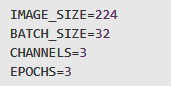 IMAGE_SIZE=224
BATCH_SIZE=32
CHANNELS=3
EPOCHS=3